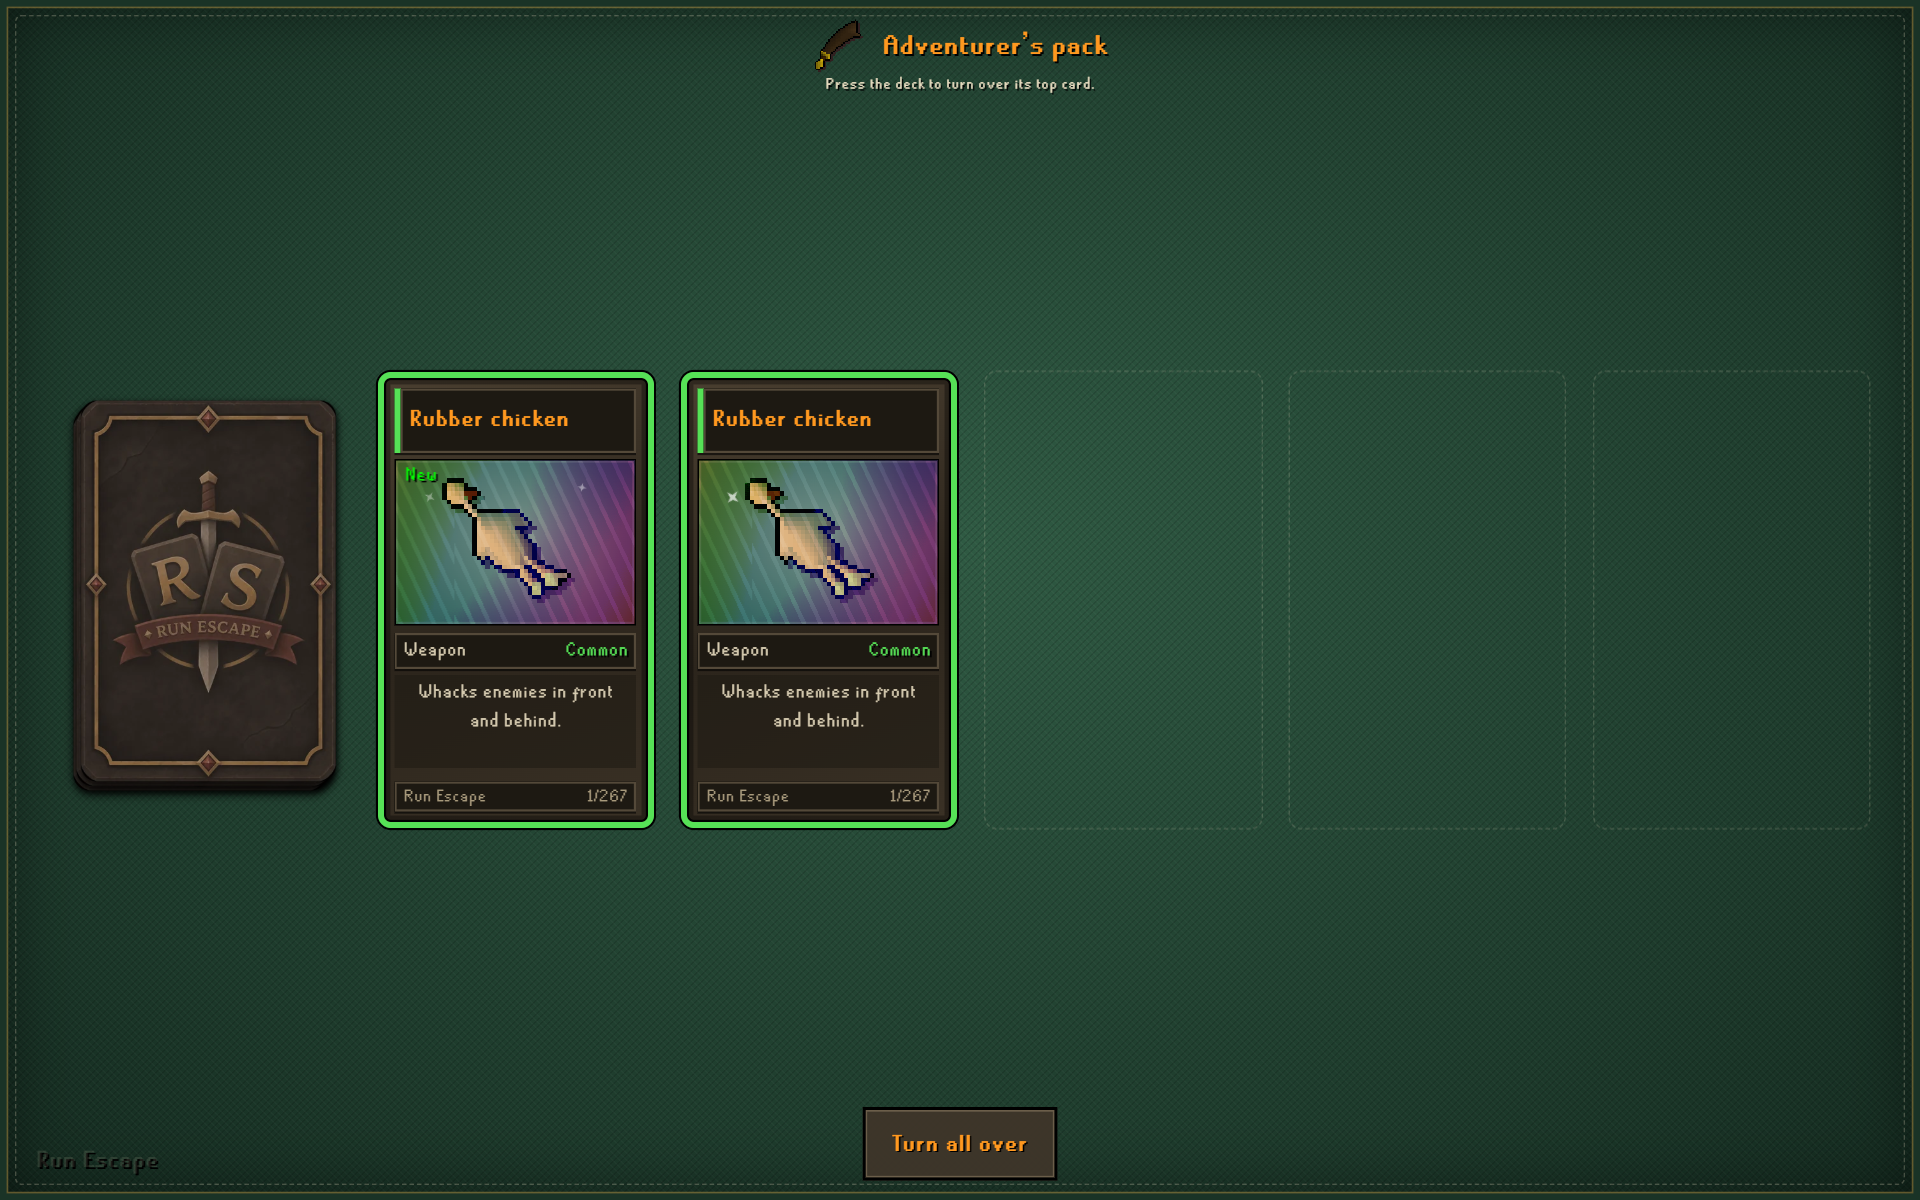 Adventurer's pack
Press the deck to turn over its top card.
R S
RUN ESCAPE
Rubber chicken
New
Weapon Common
Whacks enemies in front
and behind.
Run Escape 1/267
Rubber chicken
Weapon Common
Whacks enemies in front
and behind.
Run Escape 1/267
Turn all over
Run Escape